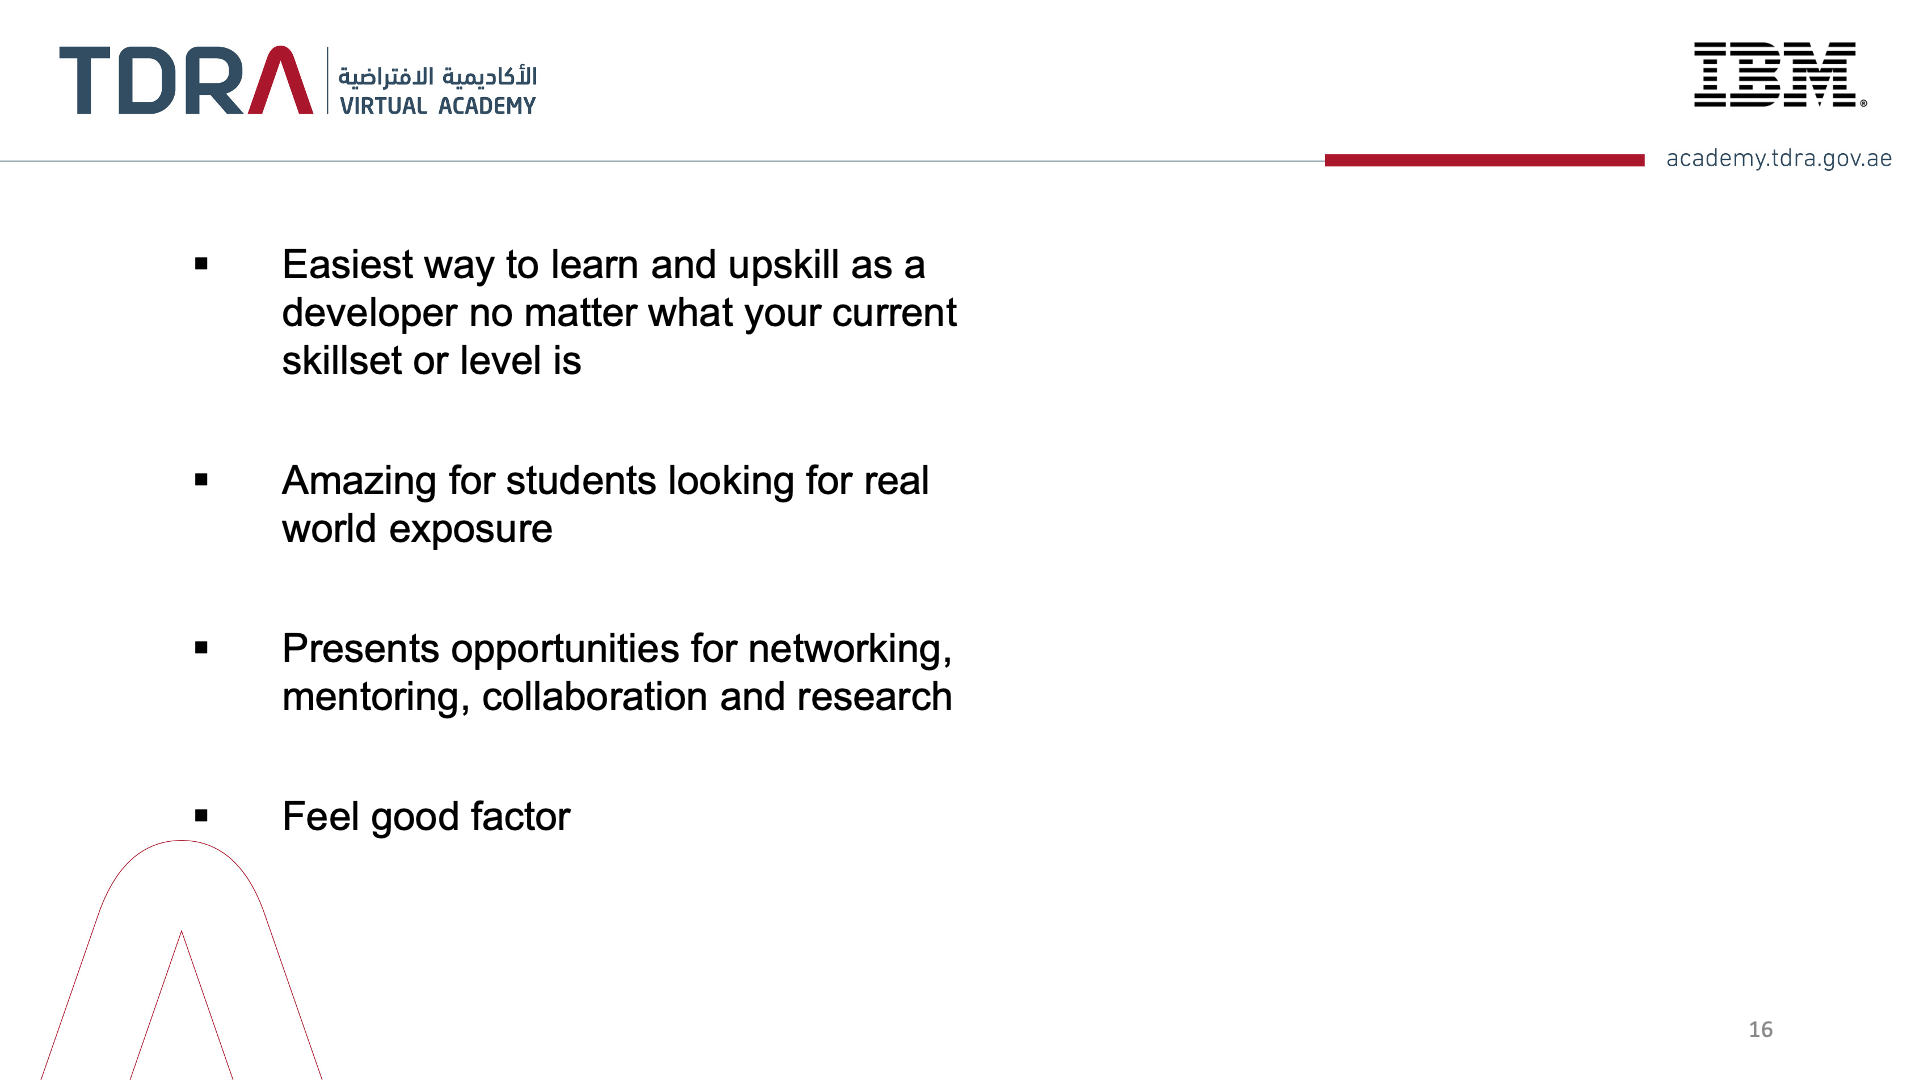 TDRA
الأكاديمية الافتراضية
VIRTUAL ACADEMY
IBM®
academy.tdra.gov.ae
▪ Easiest way to learn and upskill as a
developer no matter what your current
skillset or level is
▪ Amazing for students looking for real
world exposure
▪ Presents opportunities for networking,
mentoring, collaboration and research
▪ Feel good factor
16